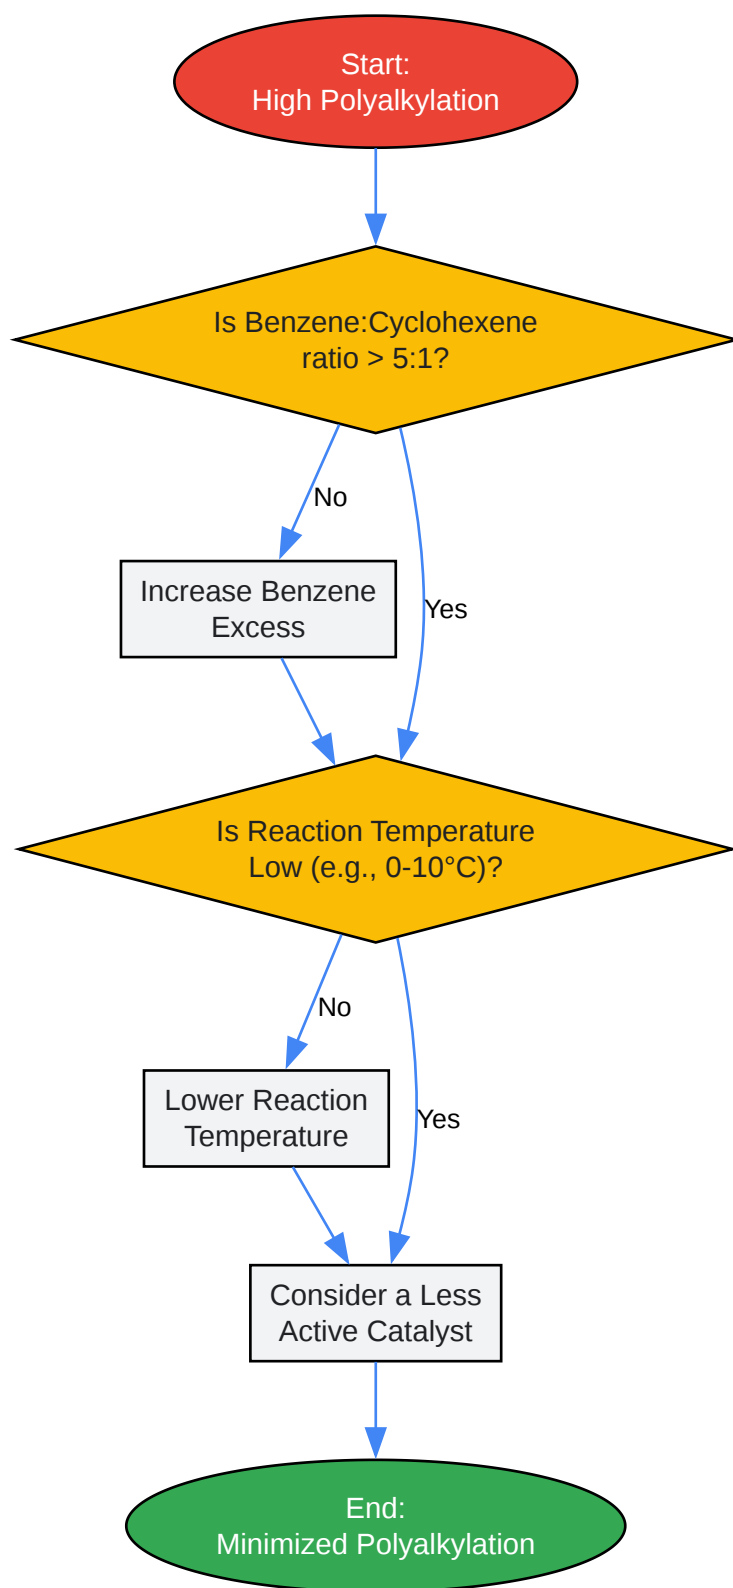 Start:
High Polyalkylation
Is Benzene:Cyclohexene
ratio > 5:1?
No
Increase Benzene
Excess
Yes
Is Reaction Temperature
Low (e.g., 0-10°C)?
No
Lower Reaction
Temperature
Yes
Consider a Less
Active Catalyst
End:
Minimized Polyalkylation